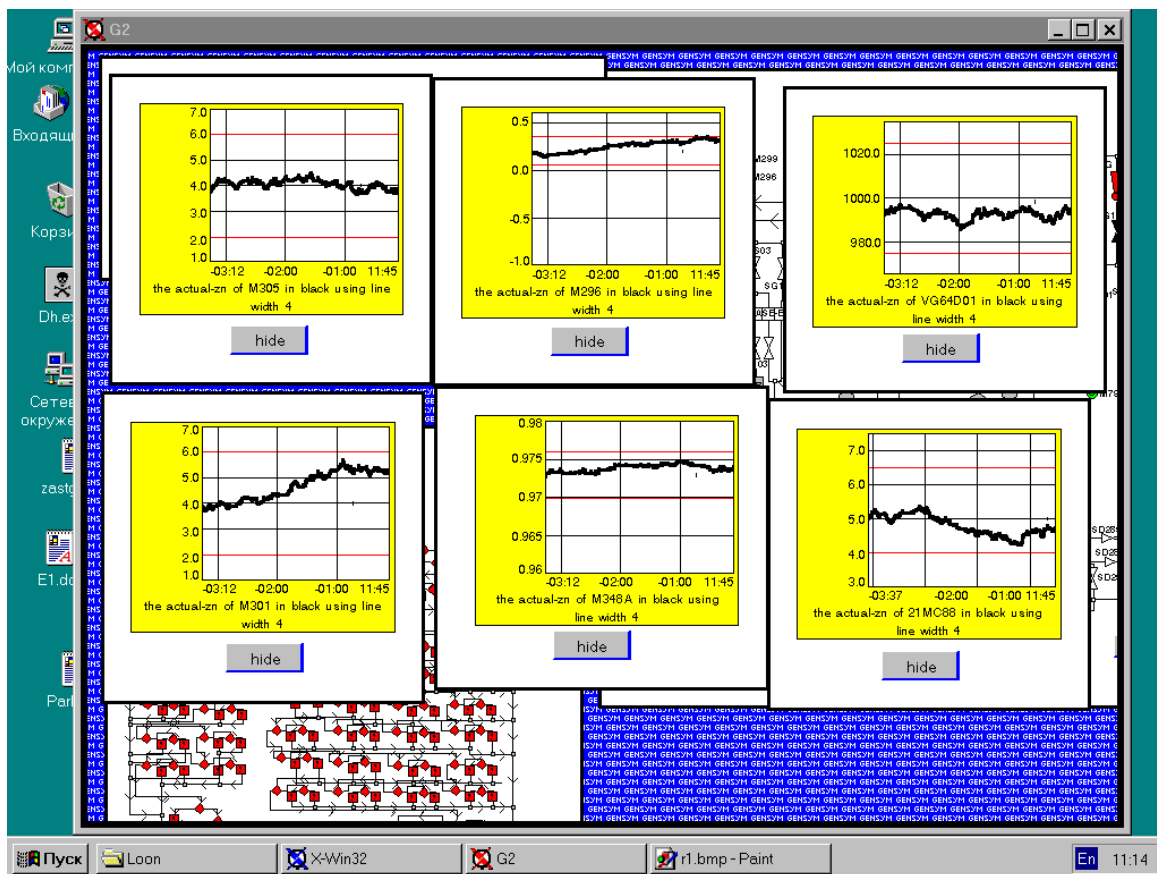 G2
Мой комп
Входящи
Корзи
Dh.ex
Сетев
окруже
zastg
E1.do
Parl
M GENSYM GENSYM GENSYM GENSYM GENSYM GENSYM GENSYM GENSYM
7.0
6.0
5.0
4.0
3.0
2.0
1.0
-03:12 -02:00 -01:00 11:45
the actual-zn of M305 in black using line
width 4
hide
0.5
0.0
-0.5
-1.0
-03:12 -02:00 -01:00 11:45
the actual-zn of M296 in black using line
width 4
hide
M299
M296
S03
SG1
1020.0
1000.0
980.0
-03:12 -02:00 -01:00 11:45
the actual-zn of VG64D01 in black using
line width 4
hide
7.0
6.0
5.0
4.0
3.0
2.0
1.0
-03:12 -02:00 -01:00 11:45
the actual-zn of M301 in black using line
width 4
hide
0.98
0.975
0.97
0.965
0.96
-03:12 -02:00 -01:00 11:45
the actual-zn of M348A in black using
line width 4
hide
7.0
6.0
5.0
4.0
3.0
-03:37 -02:00 -01:00 11:45
the actual-zn of 21MC88 in black using
line width 4
hide
SD28
SD28
SD2
Пуск
Loon
X-Win32
G2
r1.bmp - Paint
En 11:14